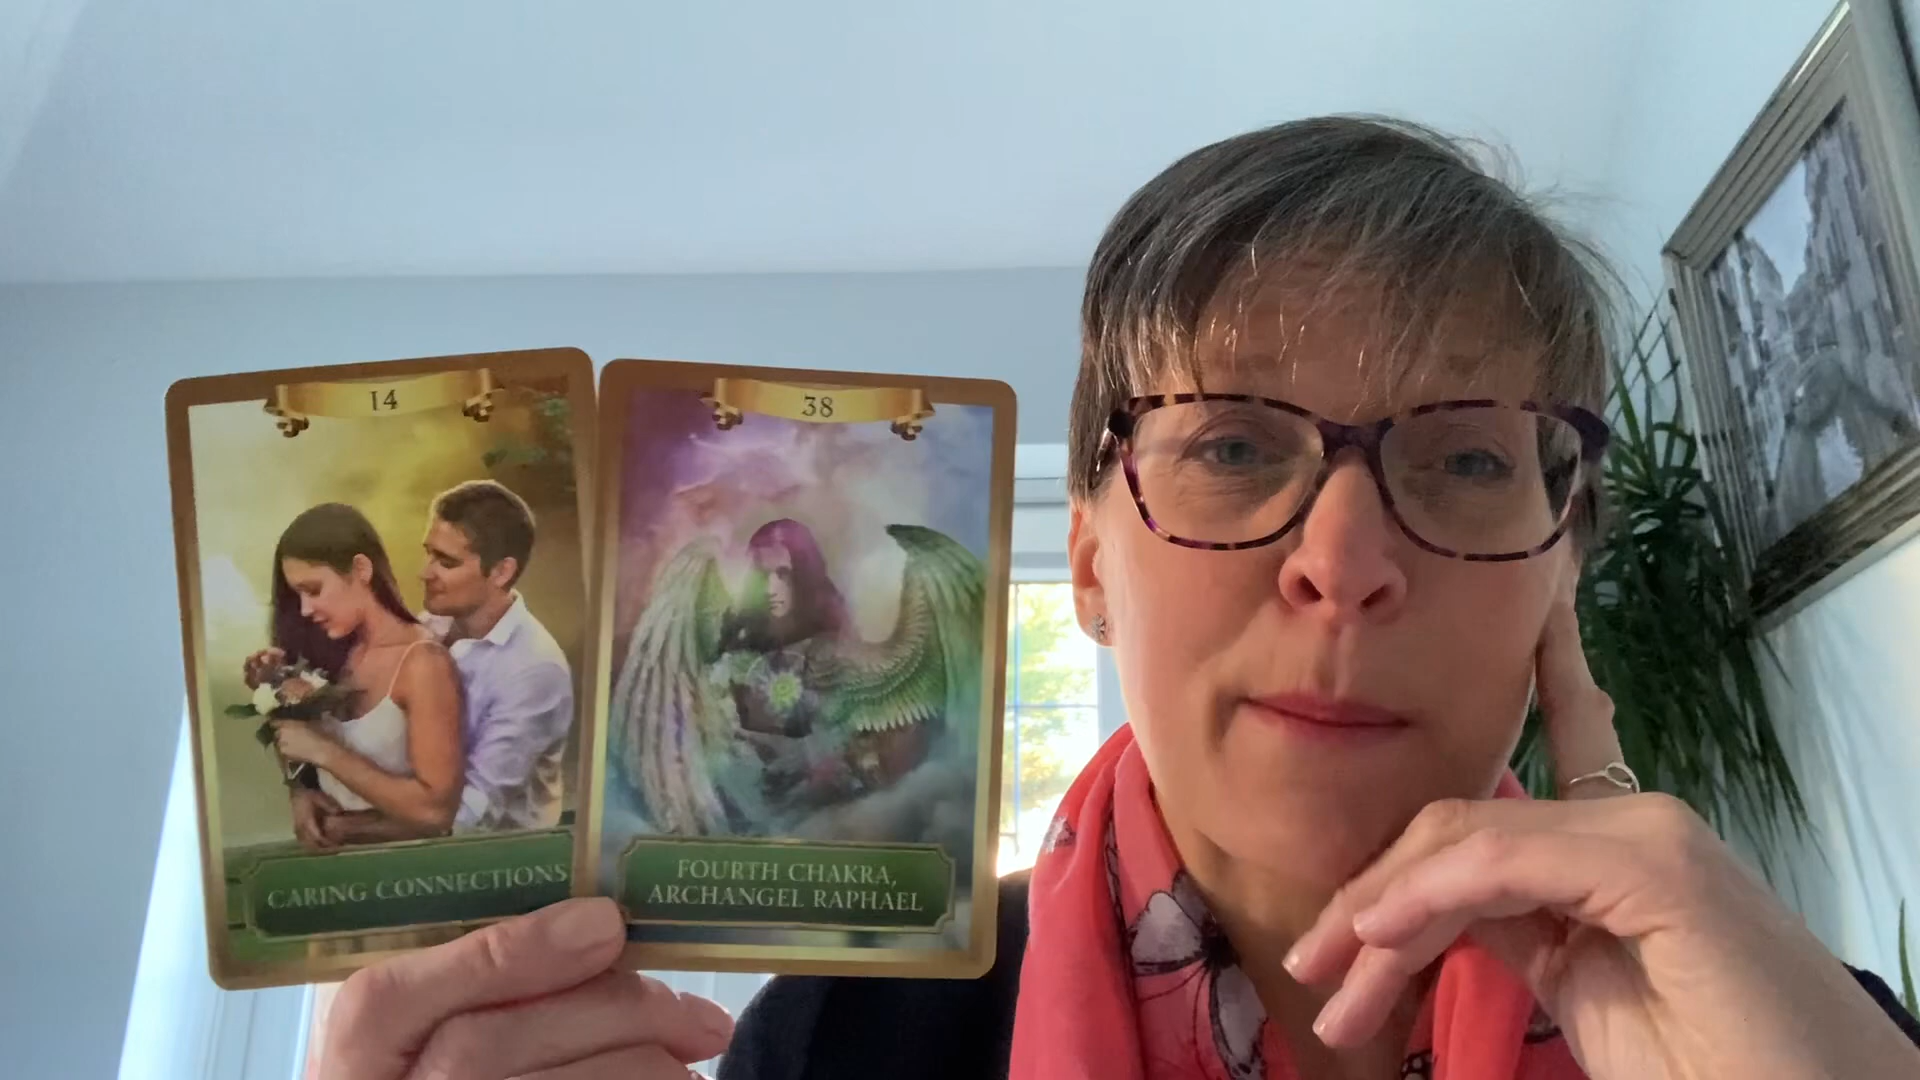 14
CARING CONNECTIONS
38
FOURTH CHAKRA,
ARCHANGEL RAPHAEL